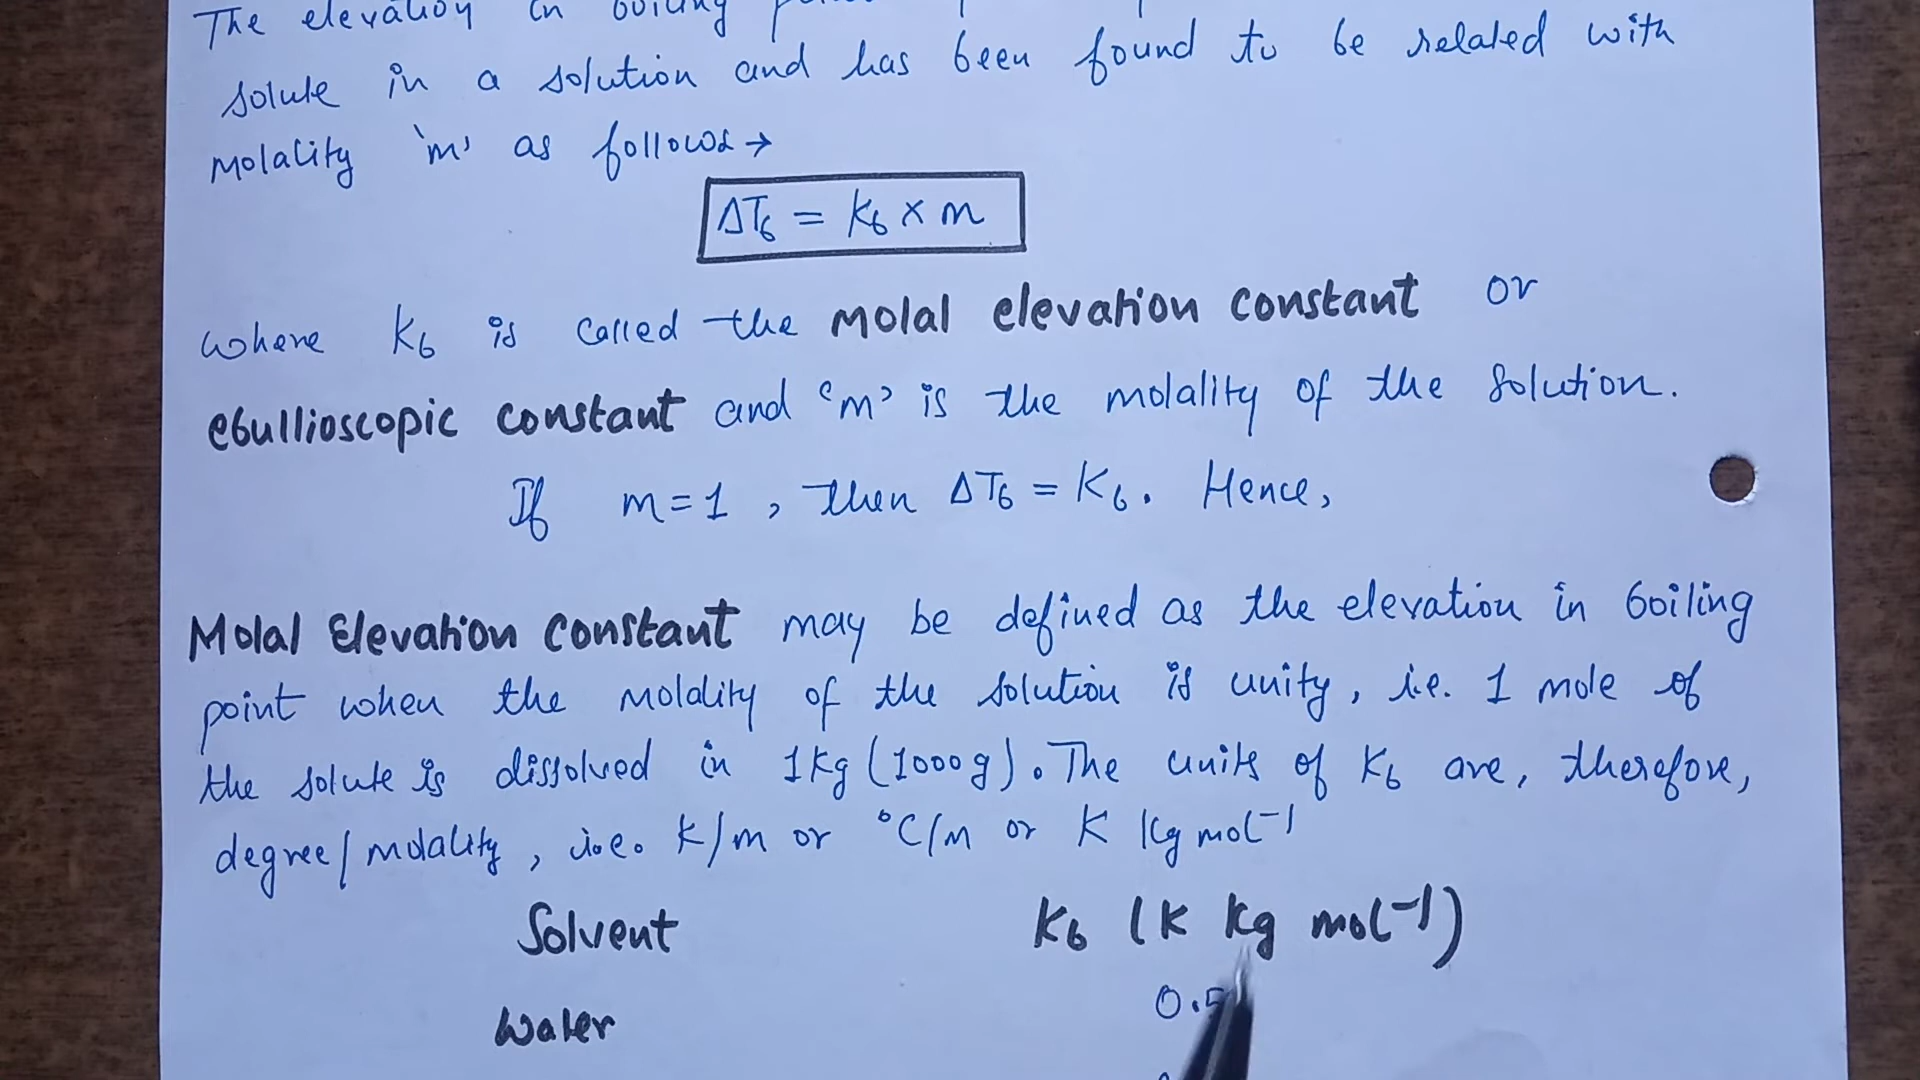 The elevation in boiling
solute in a solution and has been found to be related with
molality 'm' as follows →
ΔTb = Kb × m
where Kb is called the molal elevation constant or
ebullioscopic constant and 'm' is the molality of the solution.
If m = 1, then ΔTb = Kb. Hence,
Molal Elevation Constant may be defined as the elevation in boiling
point when the molality of the solution is unity, i.e. 1 mole of
the solute is dissolved in 1Kg (1000g). The units of Kb are, therefore,
degree/molality, i.e. K/m or °C/m or K Kg mol⁻¹
Solvent Kb (K Kg mol⁻¹)
Water 0.5